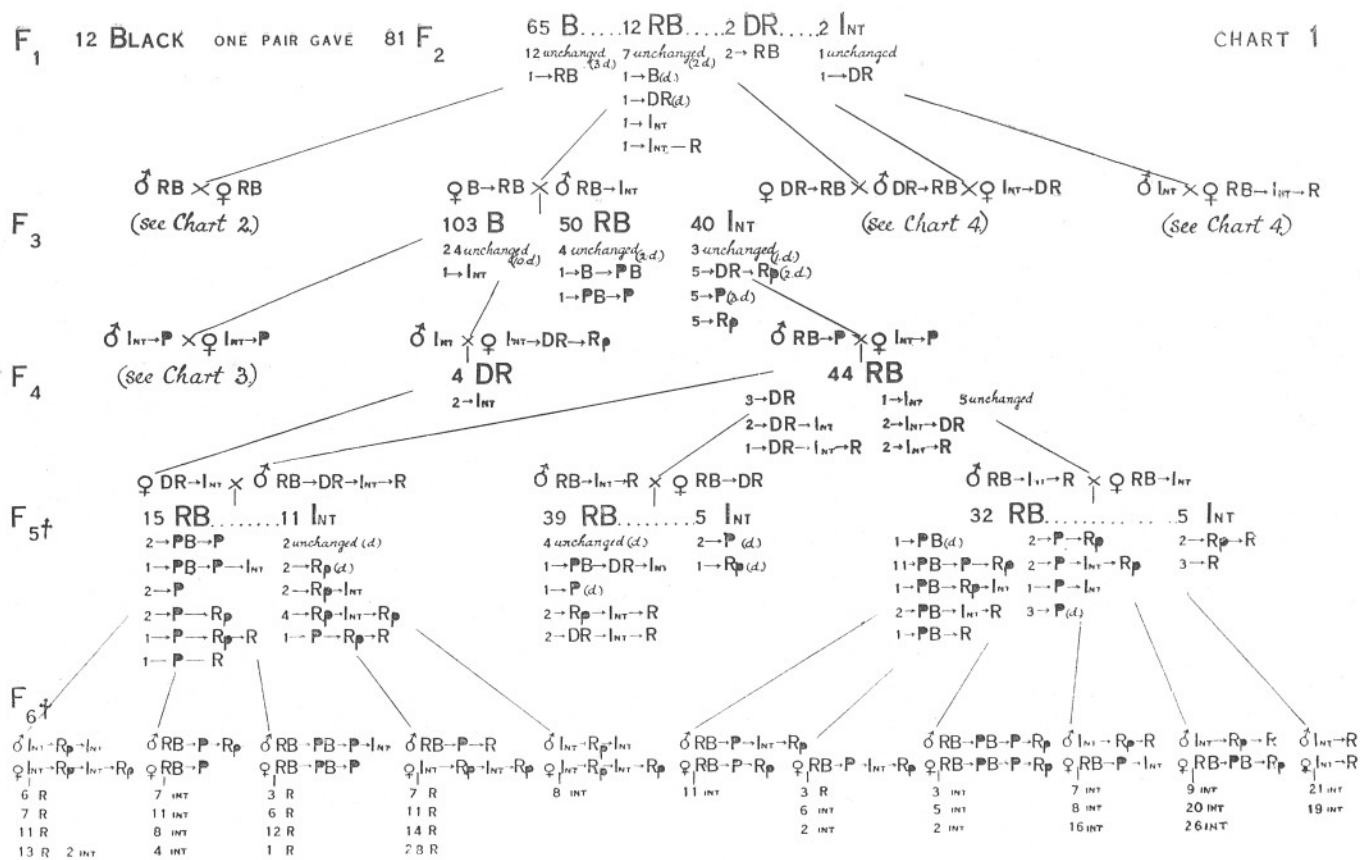 F₁ 12 BLACK ONE PAIR GAVE 81 F₂ 65 B.....12 RB.....2 DR.....2 INT CHART 1
12 unchanged (3d.) 7 unchanged (2d.) 2→RB 1 unchanged
1→RB 1→B(d.) 1→DR
1→DR(d.)
1→INT
1→INT—R
♂ RB × ♀ RB ♀ B→RB × ♂ RB→INT ♀ DR→RB × ♂ DR→RB × ♀ INT→DR ♂ INT × ♀ RB→INT→R
(see Chart 2.) (see Chart 4.) (see Chart 4.)
F₃ 103 B 50 RB 40 INT
24 unchanged (10.d) 4 unchanged (2d.) 3 unchanged (1.d.)
1→INT 1→B→PB 5→DR→Rp(2.d.)
1→PB→P 5→P(3.d)
5→Rp
♂ INT→P × ♀ INT→P ♂ INT × ♀ INT→DR→Rp ♂ RB→P × ♀ INT→P
(see Chart 3.)
F₄ 4 DR 44 RB
2→INT 3→DR 1→INT 5 unchanged
2→DR→INT 2→INT→DR
1→DR—INT→R 2→INT→R
♀ DR→INT × ♂ RB→DR→INT→R ♂ RB→INT→R × ♀ RB→DR ♂ RB→INT→R × ♀ RB→INT
F₅† 15 RB........11 INT 39 RB.........5 INT 32 RB............5 INT
2→PB→P 2 unchanged (d.) 4 unchanged (d.) 2→P (d.) 1→PB(d.) 2→P→Rp 2→Rp→R
1→PB→P→INT 2→Rp(d.) 1→PB→DR→INT 1→Rp(d.) 11→PB→P→Rp 2→P→INT→Rp 3→R
2→P 2→Rp→INT 1→P(d.) 1→PB→Rp→INT 1→P→INT
2→P→Rp 4→Rp→INT→Rp 2→Rp→INT→R 2→PB→INT→R 3→P(d.)
1→P→Rp→R 1—P→Rp→R 2→DR→INT→R 1→PB→R
1—P—R
F₆†
♂ INT→Rp→INT ♂ RB→P→Rp ♂ RB→PB→P→INT ♂ RB→P→R ♂ INT→Rp→INT ♂ RB→P→INT→Rp ♂ RB→PB→P→Rp ♂ INT→Rp→R ♂ INT→Rp→R ♂ INT→R
♀ INT→Rp→INT→Rp ♀ RB→P ♀ RB→PB→P ♀ INT→Rp→INT→Rp ♀ INT→Rp→INT→Rp ♀ RB→P→Rp ♀ RB→P→INT→Rp ♀ RB→PB→P→Rp ♀ RB→P→INT ♀ RB→PB→Rp ♀ INT→R
6 R 7 INT 3 R 7 R 8 INT 11 INT 3 R 3 INT 7 INT 9 INT 21 INT
7 R 11 INT 6 R 11 R 6 INT 5 INT 8 INT 20 INT 19 INT
11 R 8 INT 12 R 14 R 2 INT 2 INT 16 INT 26 INT
13 R 2 INT 4 INT 1 R 28 R